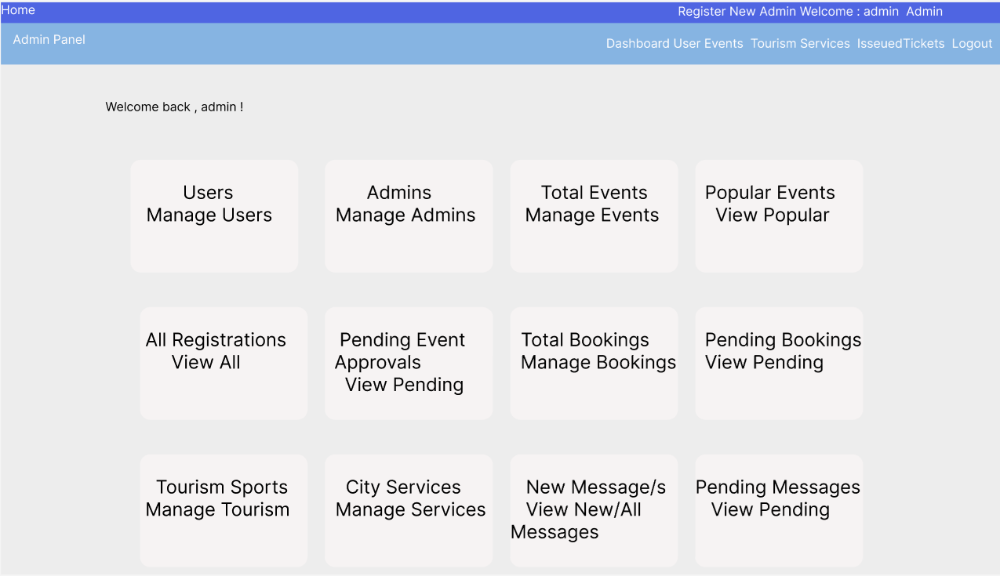 Home
Register New Admin Welcome : admin  Admin
Admin Panel
Dashboard User Events  Tourism Services  IsseuedTickets  Logout
Welcome back , admin !
Users
Manage Users
Admins
Manage Admins
Total Events
Manage Events
Popular Events
View Popular
All Registrations
View All
Pending Event
Approvals
View Pending
Total Bookings
Manage Bookings
Pending Bookings
View Pending
Tourism Sports
Manage Tourism
City Services
Manage Services
New Message/s
View New/All
Messages
Pending Messages
View Pending